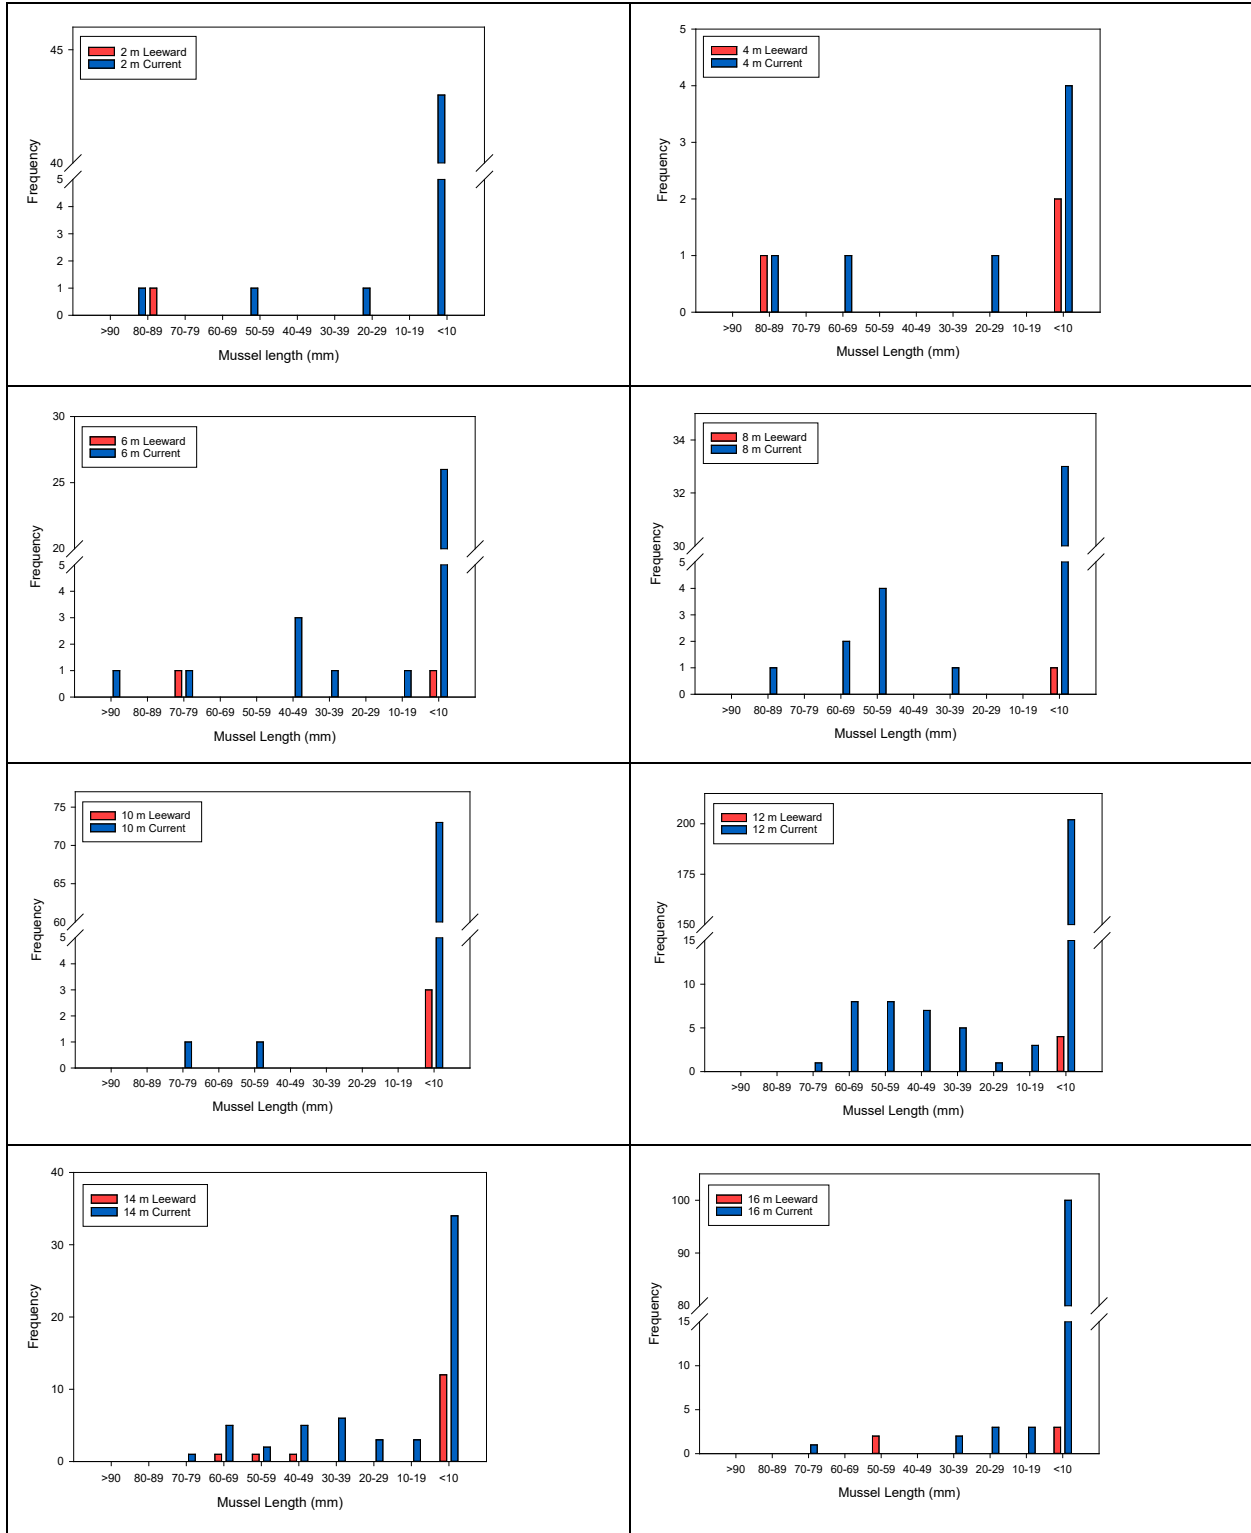 2 m Leeward
2 m Current
45
40
5
4
3
2
1
0
Frequency
>90 80-89 70-79 60-69 50-59 40-49 30-39 20-29 10-19 <10
Mussel length (mm)
4 m Leeward
4 m Current
5
4
3
2
1
0
Frequency
>90 80-89 70-79 60-69 50-59 40-49 30-39 20-29 10-19 <10
Mussel Length (mm)
6 m Leeward
6 m Current
30
25
20
5
4
3
2
1
0
Frequency
>90 80-89 70-79 60-69 50-59 40-49 30-39 20-29 10-19 <10
Mussel Length (mm)
8 m Leeward
8 m Current
34
32
30
5
4
3
2
1
0
Frequency
>90 80-89 70-79 60-69 50-59 40-49 30-39 20-29 10-19 <10
Mussel Length (mm)
10 m Leeward
10 m Current
75
70
65
60
5
4
3
2
1
0
Frequency
>90 80-89 70-79 60-69 50-59 40-49 30-39 20-29 10-19 <10
Mussel Length (mm)
12 m Leeward
12 m Current
200
175
150
15
10
5
0
Frequency
>90 80-89 70-79 60-69 50-59 40-49 30-39 20-29 10-19 <10
Mussel Length (mm)
14 m Leeward
14 m Current
40
30
20
10
0
Frequency
>90 80-89 70-79 60-69 50-59 40-49 30-39 20-29 10-19 <10
Mussel Length (mm)
16 m Leeward
16 m Current
100
90
80
15
10
5
0
Frequency
>90 80-89 70-79 60-69 50-59 40-49 30-39 20-29 10-19 <10
Mussel Length (mm)